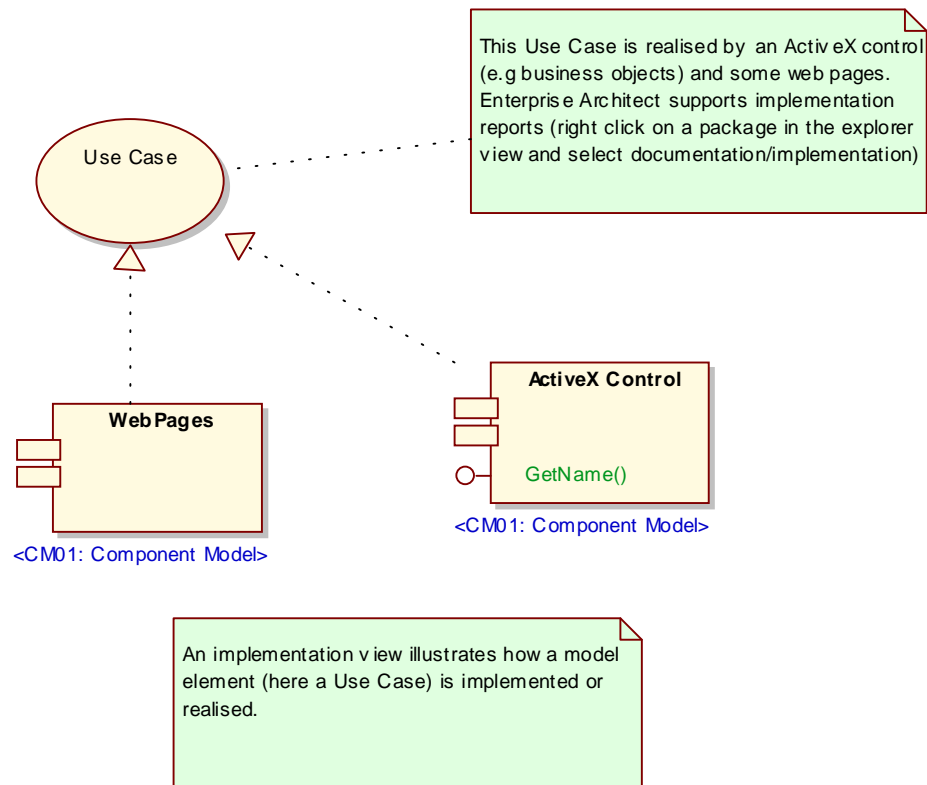 This Use Case is realised by an ActiveX control
(e.g business objects) and some web pages.
Enterprise Architect supports implementation
reports (right click on a package in the explorer
view and select documentation/implementation)
Use Case
ActiveX Control
GetName()
<CM01: Component Model>
WebPages
<CM01: Component Model>
An implementation view illustrates how a model
element (here a Use Case) is implemented or
realised.